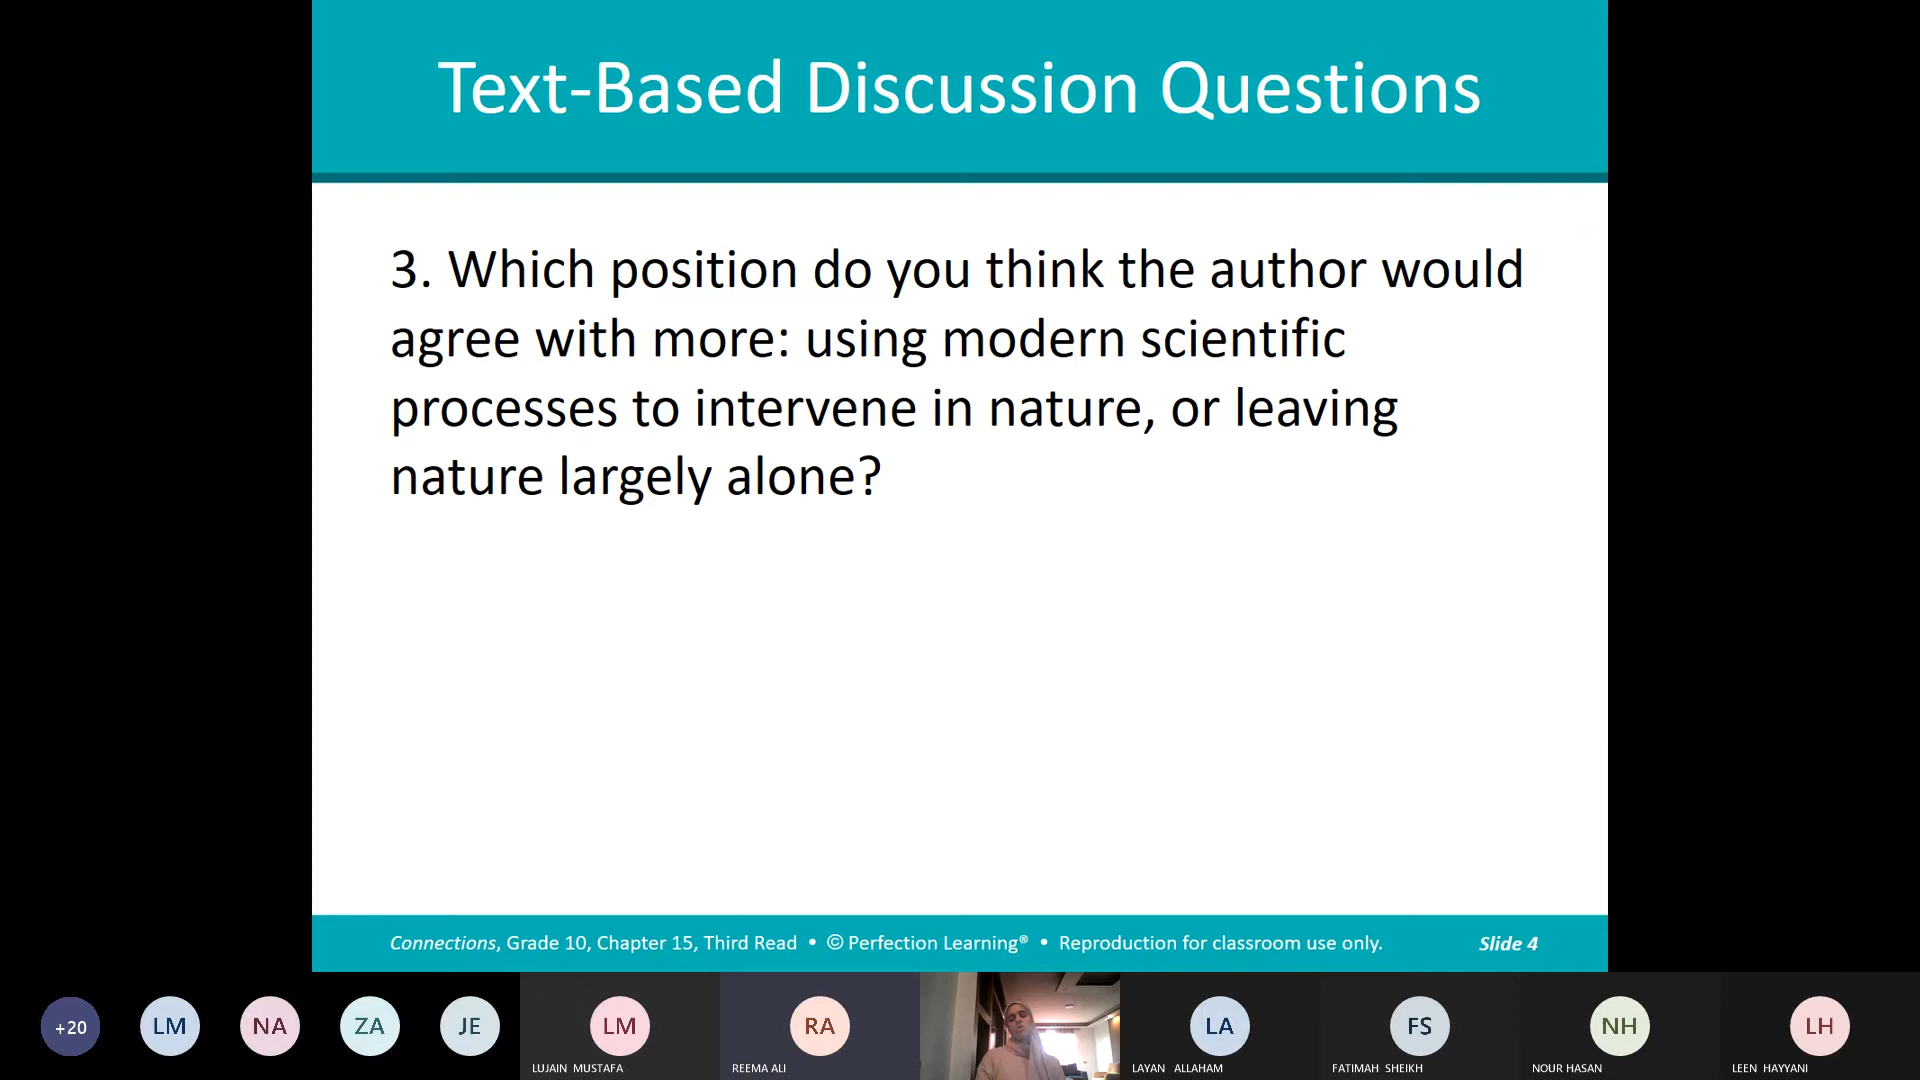 Text-Based Discussion Questions
3. Which position do you think the author would
agree with more: using modern scientific
processes to intervene in nature, or leaving
nature largely alone?
Connections, Grade 10, Chapter 15, Third Read • © Perfection Learning® • Reproduction for classroom use only. Slide 4
+20 LM NA ZA JE LM RA LA FS NH LH
LUJAIN MUSTAFA REEMA ALI LAYAN ALLAHAM FATIMAH SHEIKH NOUR HASAN LEEN HAYYANI